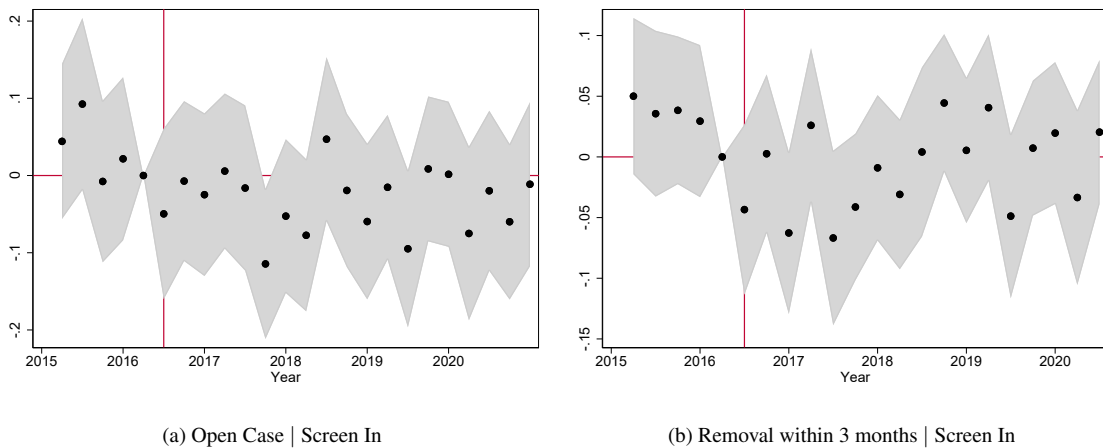 .2
.1
0
-.1
-.2
2015 2016 2017 2018 2019 2020
Year
(a) Open Case | Screen In
.1
.05
0
-.05
-.1
-.15
2015 2016 2017 2018 2019 2020
Year
(b) Removal within 3 months | Screen In